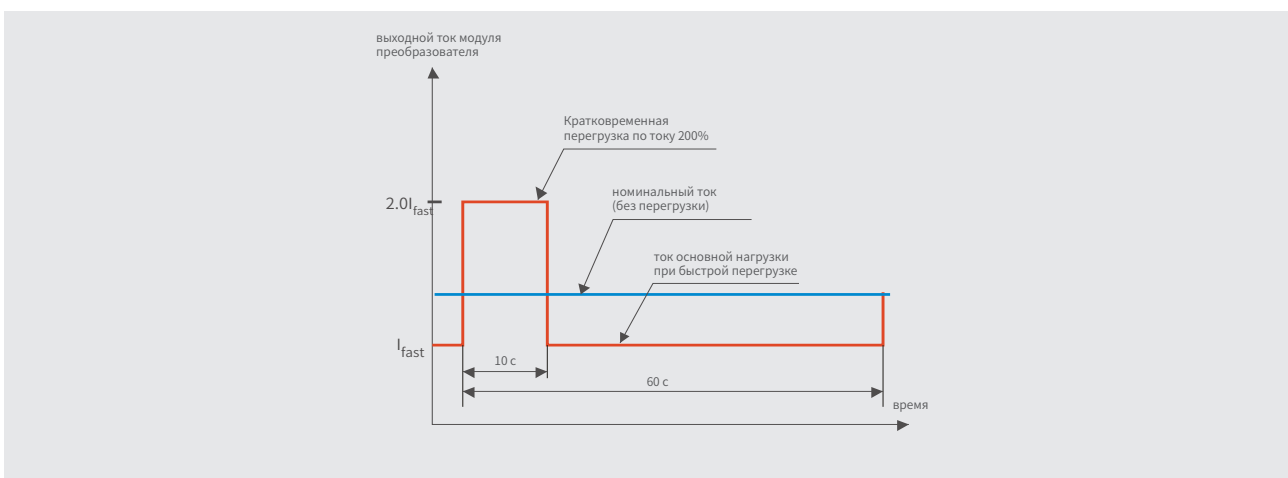 выходной ток модуля
преобразователя
Кратковременная
перегрузка по току 200%
2.0Ifast
номинальный ток
(без перегрузки)
ток основной нагрузки
при быстрой перегрузке
Ifast
10 с
60 с
время